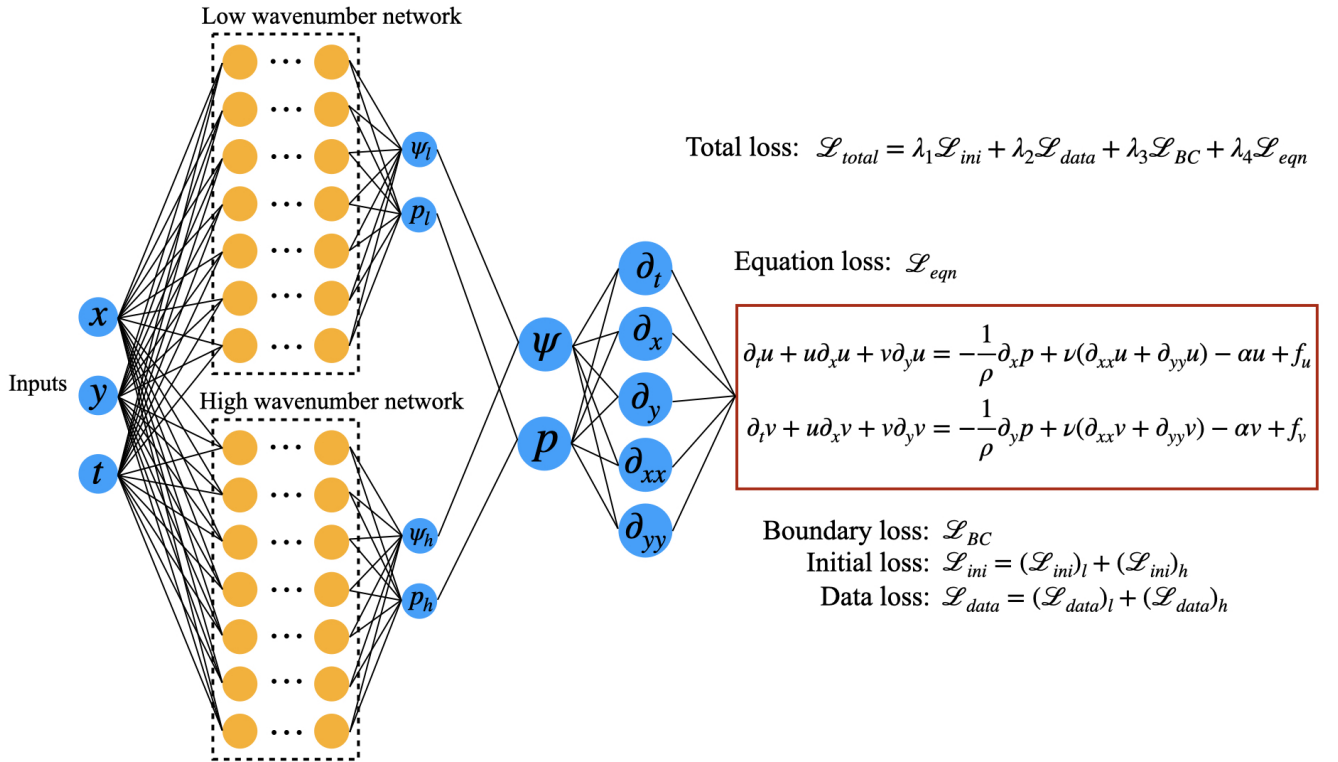 Low wavenumber network
ψ_l
p_l
Inputs
x
y
t
High wavenumber network
ψ_h
p_h
ψ
p
∂_t
∂_x
∂_y
∂_xx
∂_yy
Total loss: ℒ_total = λ_1ℒ_ini + λ_2ℒ_data + λ_3ℒ_BC + λ_4ℒ_eqn
Equation loss: ℒ_eqn
∂_t u + u∂_x u + v∂_y u = −(1/ρ)∂_x p + ν(∂_xx u + ∂_yy u) − αu + f_u
∂_t v + u∂_x v + v∂_y v = −(1/ρ)∂_y p + ν(∂_xx v + ∂_yy v) − αv + f_v
Boundary loss: ℒ_BC
Initial loss: ℒ_ini = (ℒ_ini)_l + (ℒ_ini)_h
Data loss: ℒ_data = (ℒ_data)_l + (ℒ_data)_h